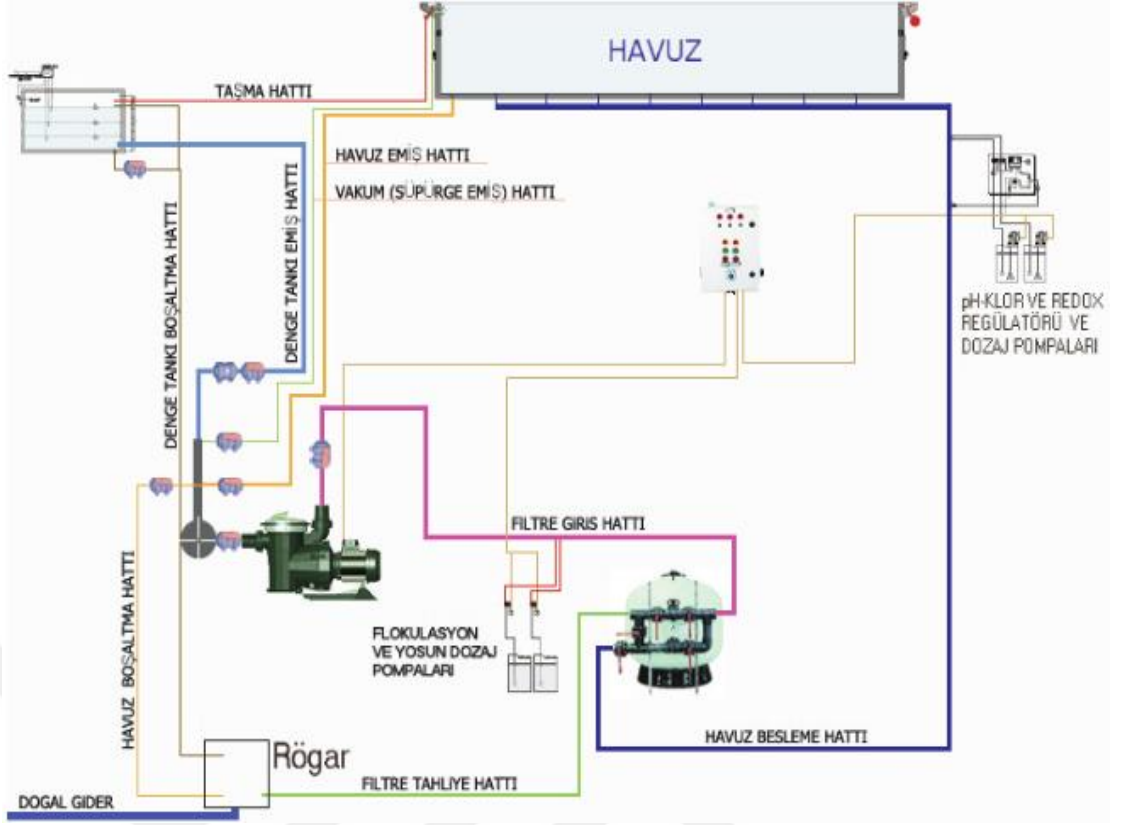 HAVUZ
TAŞMA HATTI
HAVUZ EMİŞ HATTI
VAKUM (SÜPÜRGE EMİŞ) HATTI
DENGE TANKI EMİŞ HATTI
DENGE TANKI BOŞALTMA HATTI
pH-KLOR VE REDOX
REGÜLATÖRÜ VE
DOZAJ POMPALARI
FILTRE GIRIS HATTI
FLOKULASYON
VE YOSUN DOZAJ
POMPALARI
HAVUZ BOŞALTMA HATTI
HAVUZ BESLEME HATTI
Rögar
FILTRE TAHLIYE HATTI
DOGAL GIDER